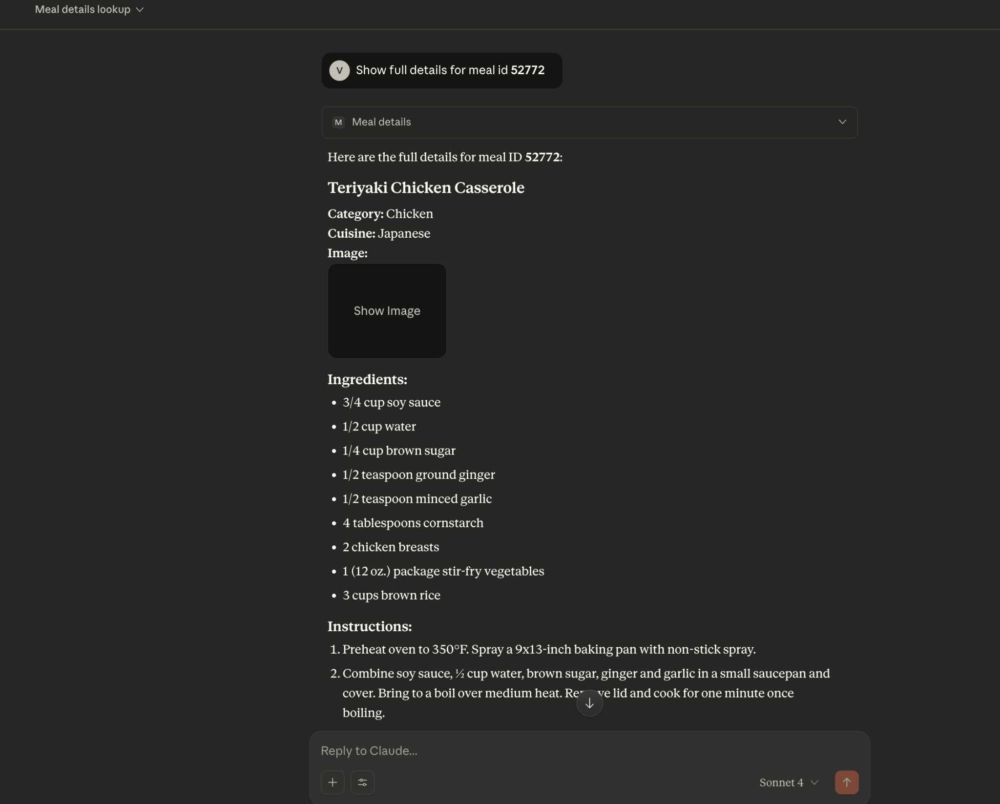 Meal details lookup
V
Show full details for meal id 52772
M
Meal details
Here are the full details for meal ID 52772:
Teriyaki Chicken Casserole
Category: Chicken
Cuisine: Japanese
Image:
Show Image
Ingredients:
• 3/4 cup soy sauce
• 1/2 cup water
• 1/4 cup brown sugar
• 1/2 teaspoon ground ginger
• 1/2 teaspoon minced garlic
• 4 tablespoons cornstarch
• 2 chicken breasts
• 1 (12 oz.) package stir-fry vegetables
• 3 cups brown rice
Instructions:
1. Preheat oven to 350°F. Spray a 9x13-inch baking pan with non-stick spray.
2. Combine soy sauce, ½ cup water, brown sugar, ginger and garlic in a small saucepan and
cover. Bring to a boil over medium heat. Remove lid and cook for one minute once
boiling.
Reply to Claude...
Sonnet 4